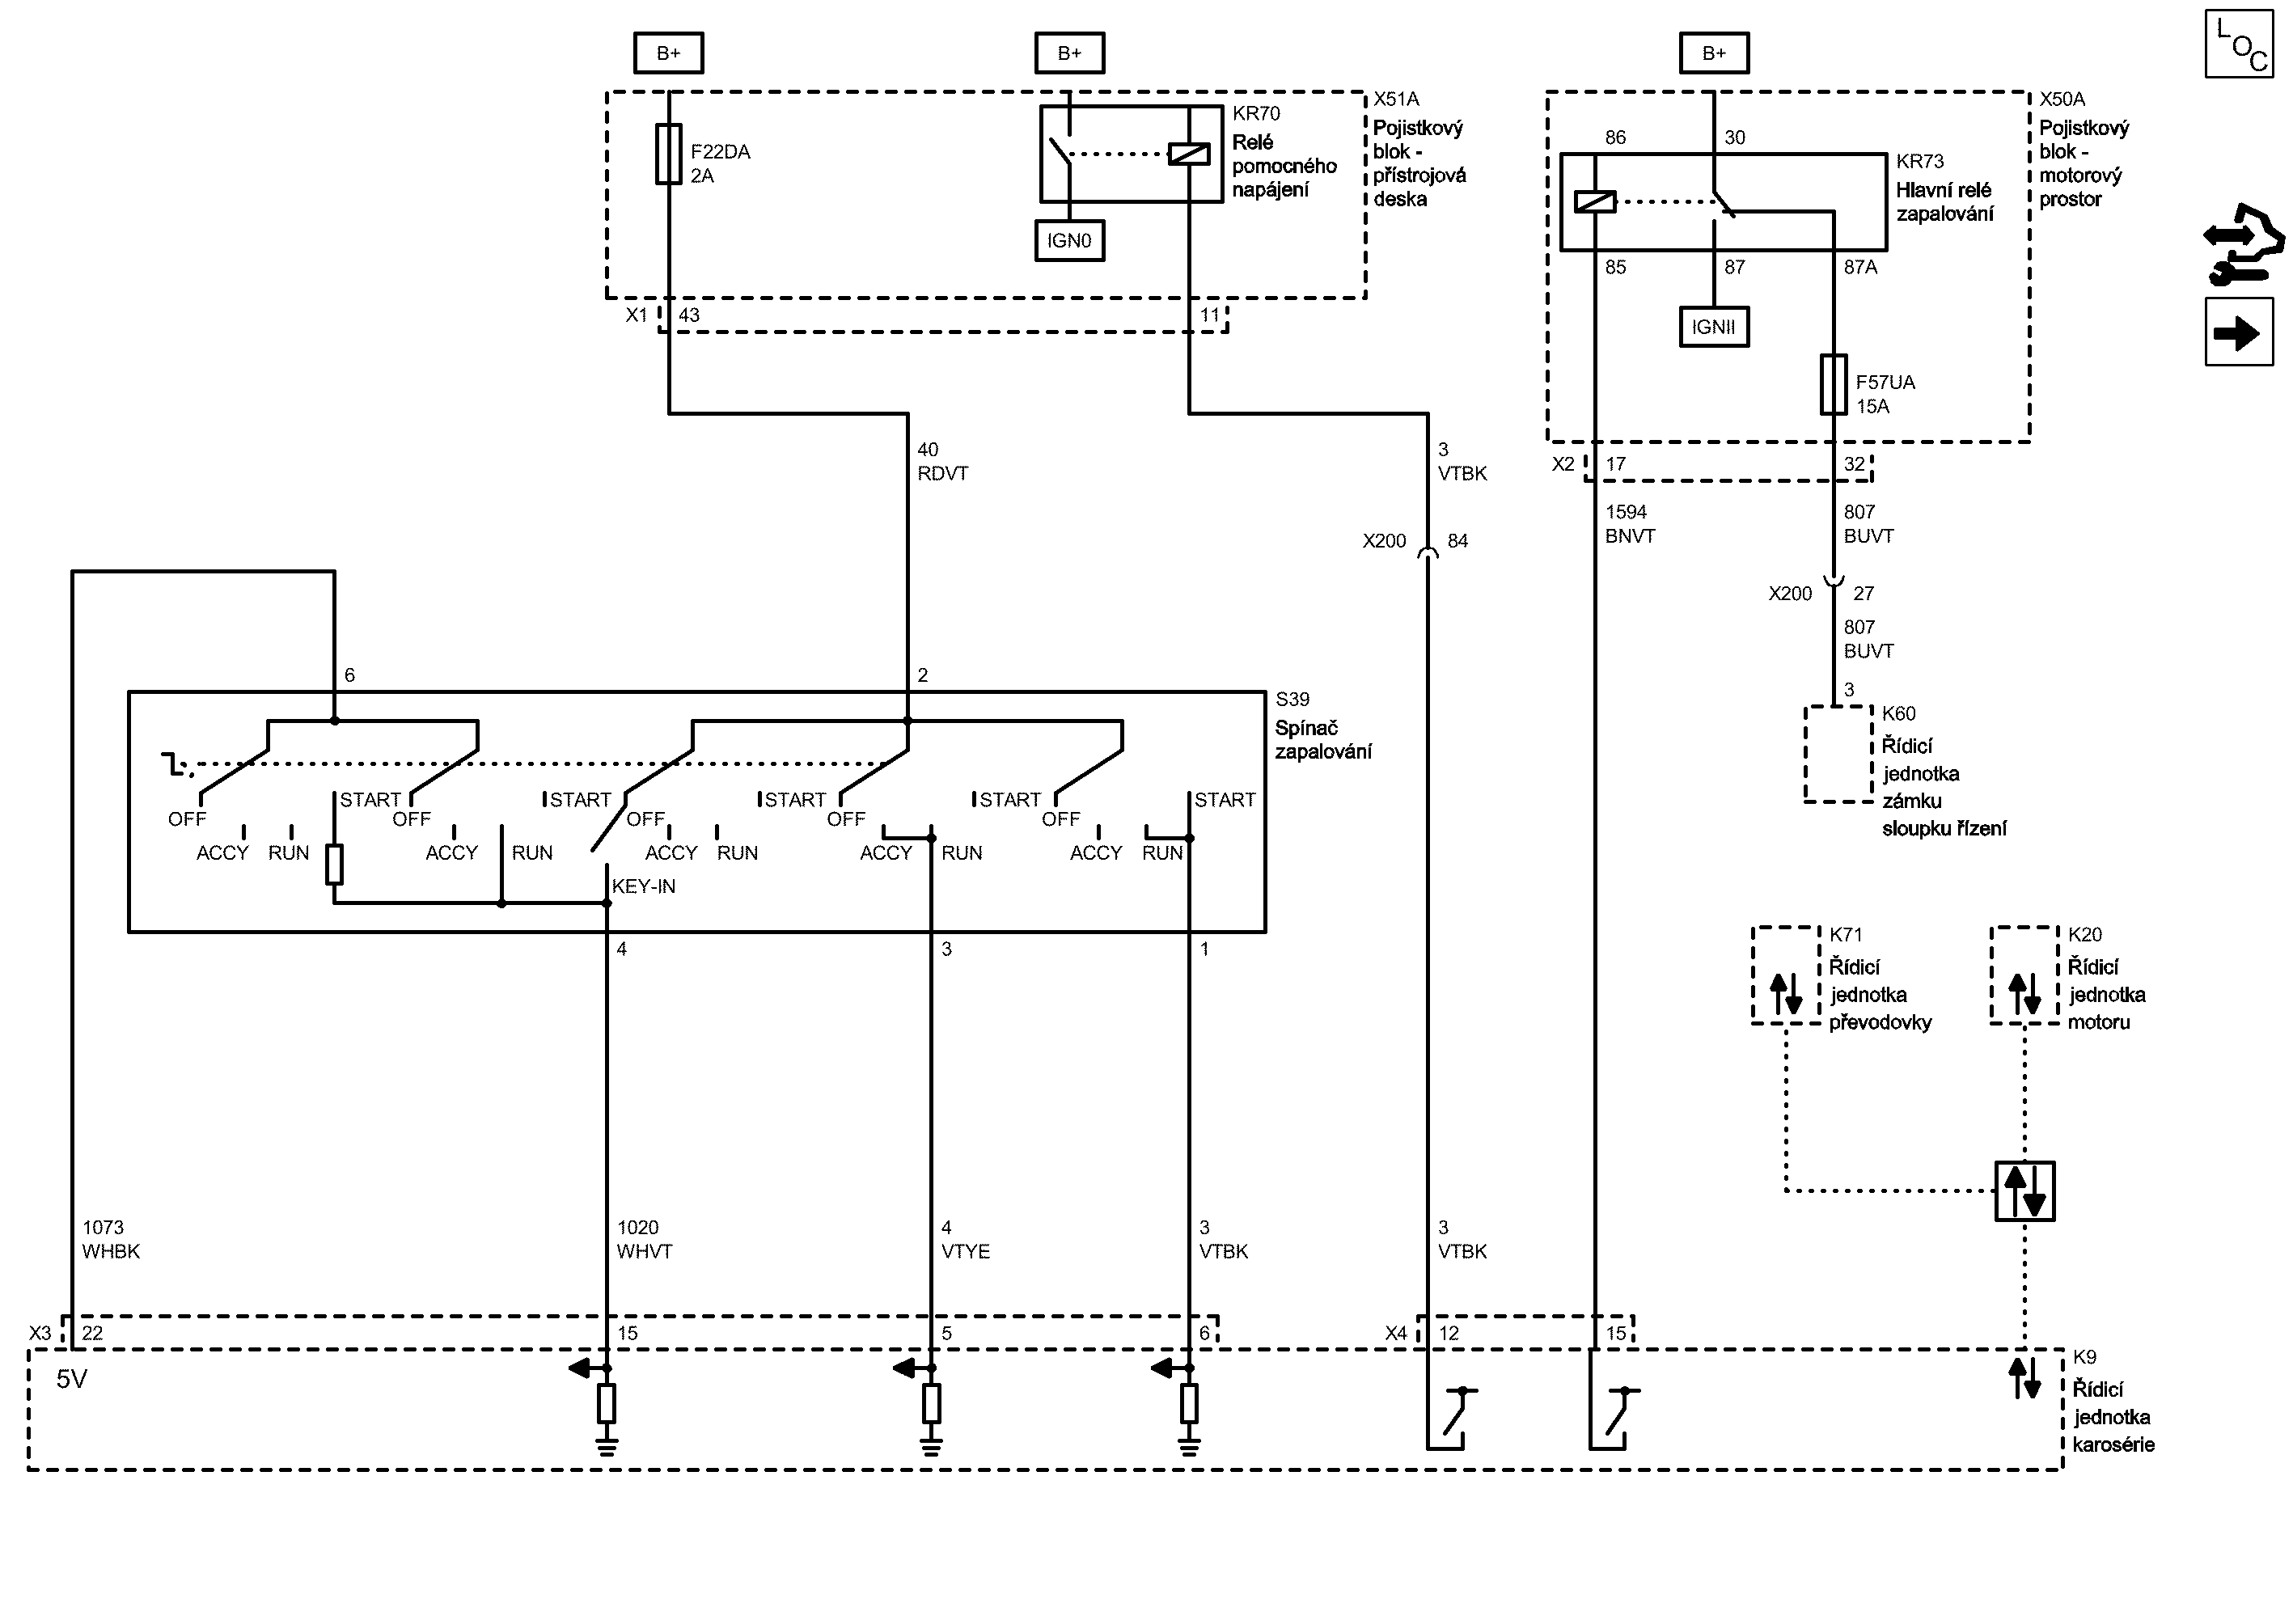 B+
B+
B+
LOC
X51A
Pojistkový
blok -
přístrojová
deska
KR70
Relé
pomocného
napájení
F22DA
2A
IGN0
X50A
Pojistkový
blok -
motorový
prostor
86
30
KR73
Hlavní relé
zapalování
85
87
87A
IGNII
F57UA
15A
X1
43
11
40
RDVT
3
VTBK
X2
17
32
1594
BNVT
807
BUVT
X200
84
X200
27
807
BUVT
3
K60
Řídicí
jednotka
zámku
sloupku řízení
6
2
S39
Spínač
zapalování
START
START
START
START
START
OFF
OFF
OFF
OFF
OFF
ACCY
RUN
ACCY
RUN
ACCY
RUN
ACCY
RUN
ACCY
RUN
KEY-IN
4
3
1
K71
Řídicí
jednotka
převodovky
K20
Řídicí
jednotka
motoru
1073
WHBK
1020
WHVT
4
VTYE
3
VTBK
3
VTBK
X3
22
15
5
6
X4
12
15
5V
K9
Řídicí
jednotka
karosérie